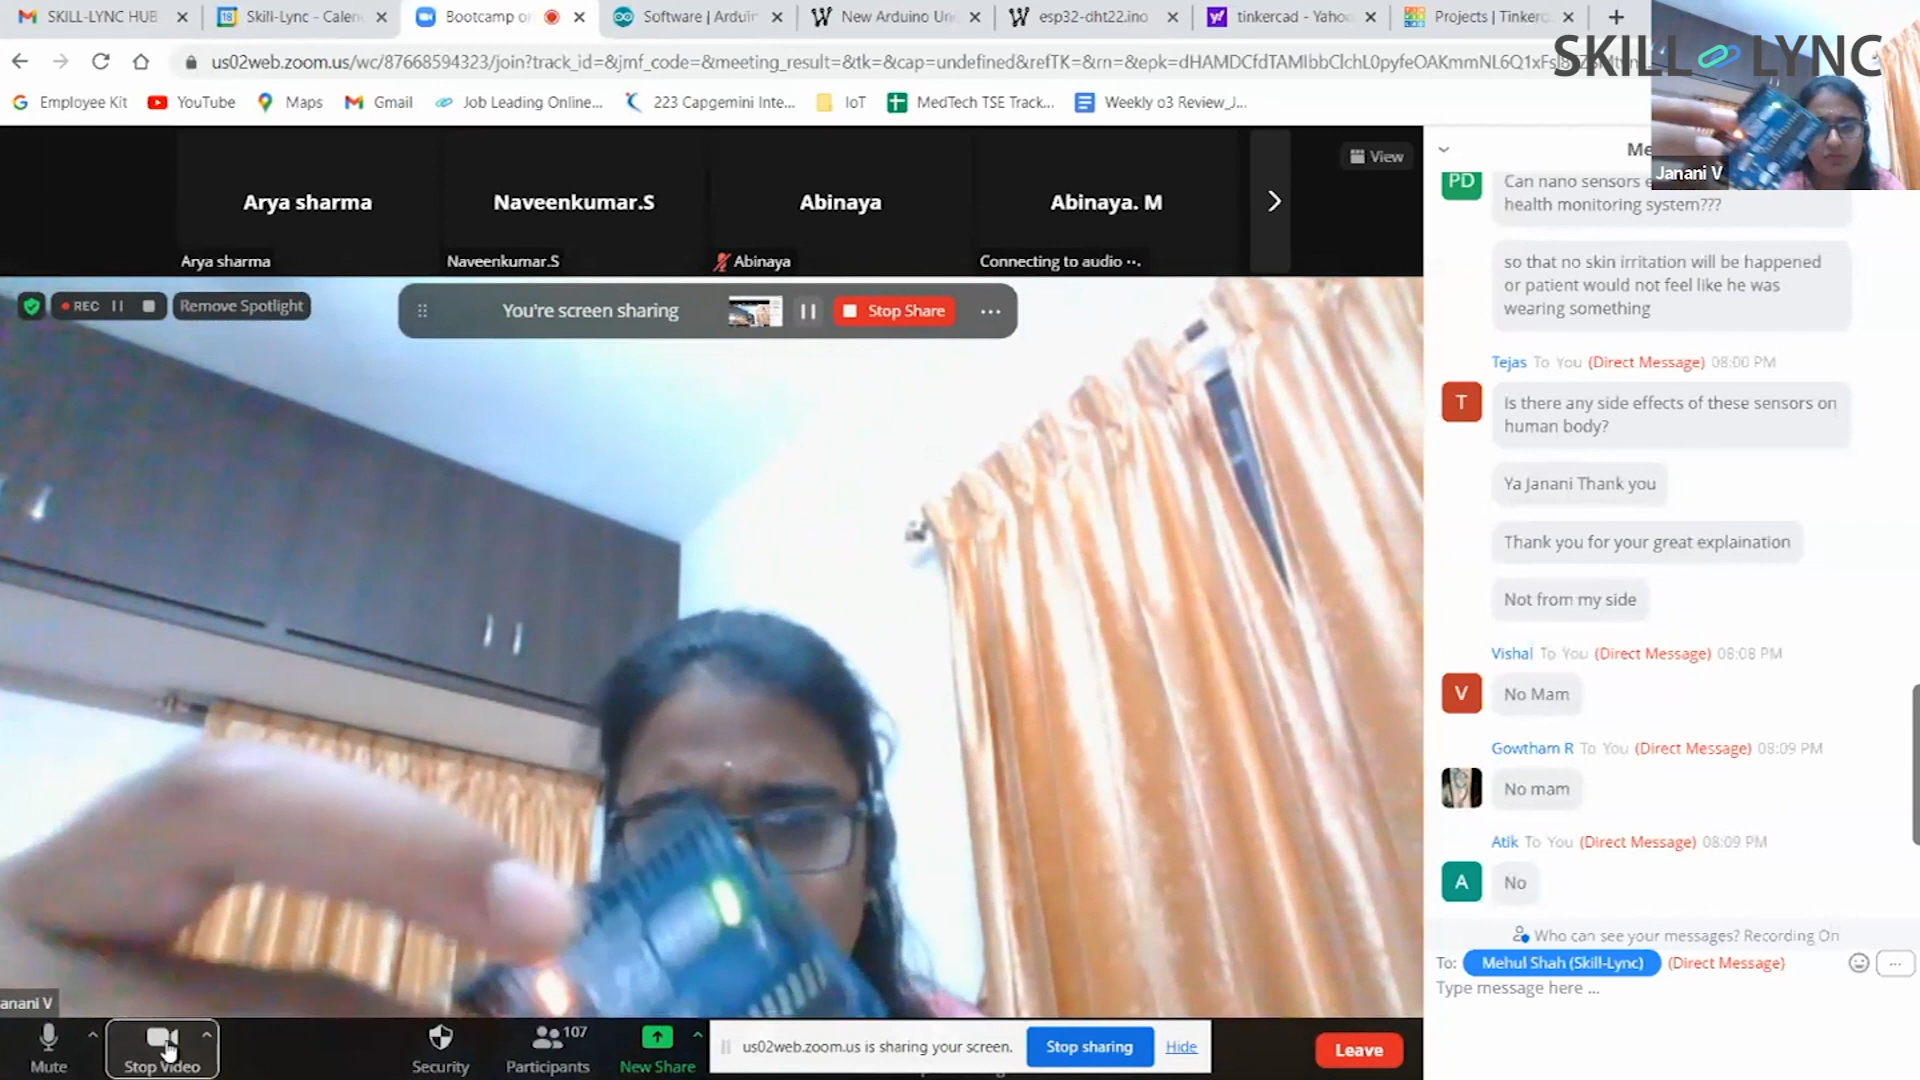 SKILL-LYNC HUB
Skill-Lync - Calen
Bootcamp on
Software | Arduin
New Arduino Un
esp32-dht22.ino
tinkercad - Yahoo
Projects | Tinkerc
SKILL LYNC
us02web.zoom.us/wc/87668594323/join?track_id=&jmf_code=&meeting_result=&tk=&cap=undefined&refTK=&rn=&epk=
Employee Kit
YouTube
Maps
Gmail
Job Leading Online...
223 Capgemini Inte...
IoT
MedTech TSE Track...
Weekly o3 Review_J...
Janani V
View
Arya sharma
Naveenkumar.S
Abinaya
Abinaya. M
Arya sharma
Naveenkumar.S
Abinaya
Connecting to audio ···
REC
Remove Spotlight
You're screen sharing
Stop Share
PD
Can nano sensors
health monitoring system???
so that no skin irritation will be happened
or patient would not feel like he was
wearing something
Tejas To You (Direct Message) 08:00 PM
T
Is there any side effects of these sensors on
human body?
Ya Janani Thank you
Thank you for your great explaination
Not from my side
Vishal To You (Direct Message) 08:08 PM
V
No Mam
Gowtham R To You (Direct Message) 08:09 PM
No mam
Atik To You (Direct Message) 08:09 PM
A
No
Who can see your messages? Recording On
To: Mehul Shah (Skill-Lync) (Direct Message)
Type message here ...
anani V
Mute
Stop Video
Security
107
Participants
New Share
us02web.zoom.us is sharing your screen.
Stop sharing
Hide
Leave